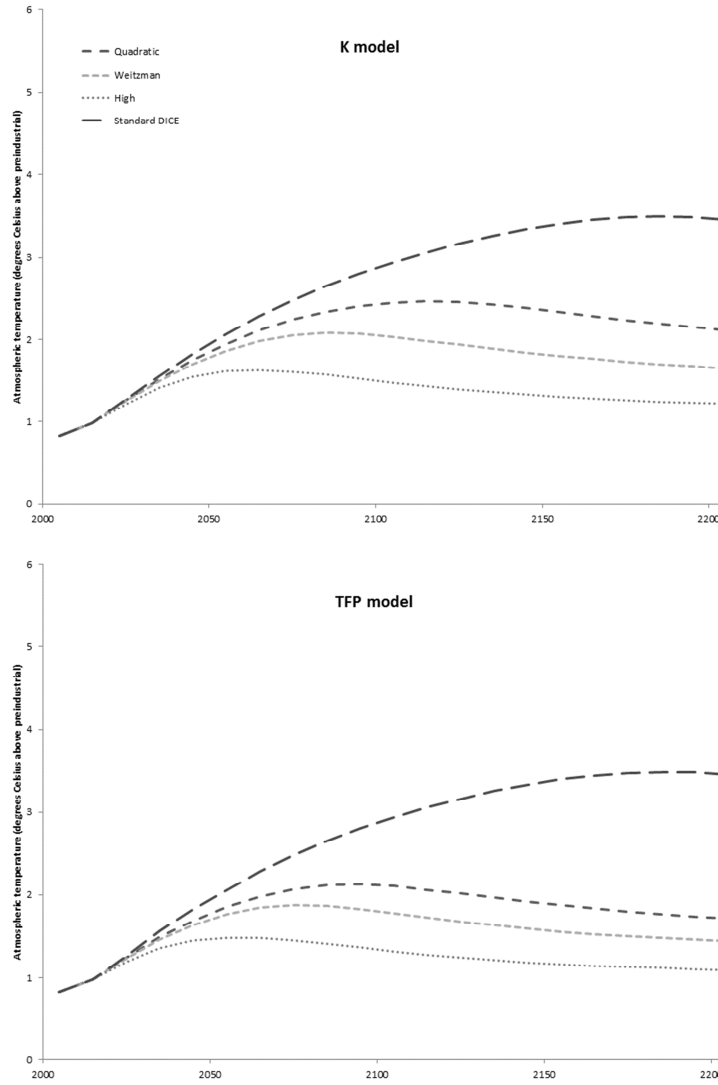 6
K model
Quadratic
5
Weitzman
High
Standard DICE
4
3
2
1
0
2000 2050 2100 2150 2200
Atmospheric temperature (degrees Celsius above preindustrial)
6
TFP model
5
4
3
2
1
0
2000 2050 2100 2150
Atmospheric temperature (degrees Celsius above preindustrial)